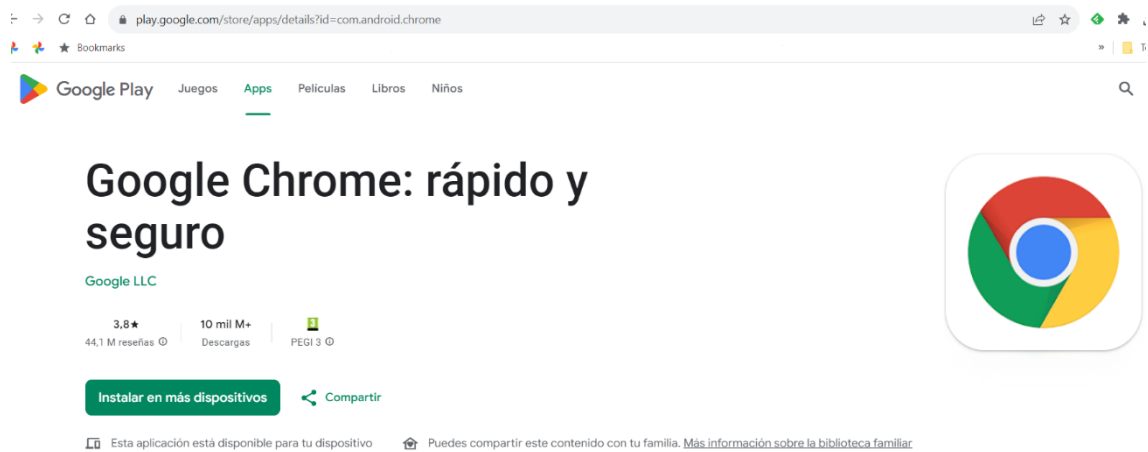 play.google.com/store/apps/details?id=com.android.chrome
Bookmarks
»
Google Play Juegos Apps Películas Libros Niños
Google Chrome: rápido y
seguro
Google LLC
3,8★ 10 mil M+ 3
44,1 M reseñas Descargas PEGI 3
Instalar en más dispositivos Compartir
Esta aplicación está disponible para tu dispositivo Puedes compartir este contenido con tu familia. Más información sobre la biblioteca familiar